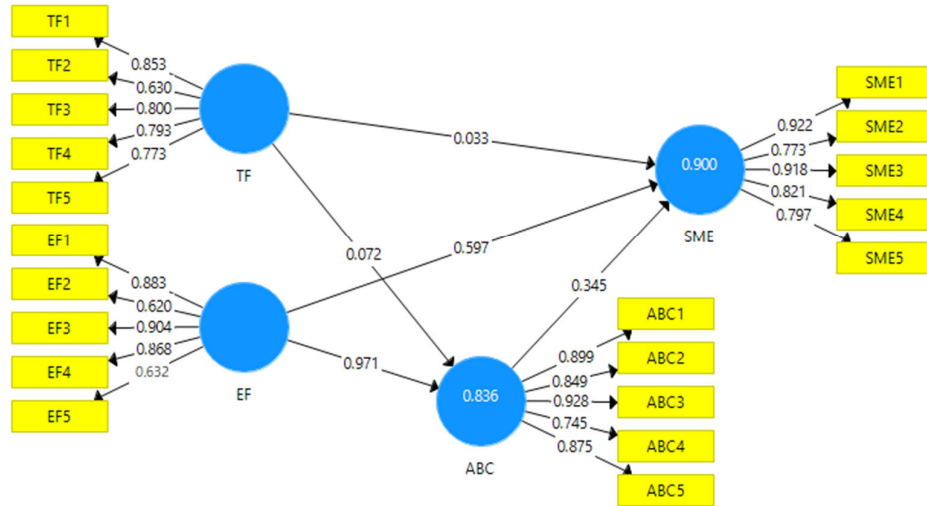 TF1
TF2
TF3
TF4
TF5
0.853
0.630
0.800
0.793
0.773
TF
EF1
EF2
EF3
EF4
EF5
0.883
0.620
0.904
0.868
0.632
EF
0.033
0.072
0.597
0.971
0.345
0.836
ABC
0.900
SME
0.922
0.773
0.918
0.821
0.797
SME1
SME2
SME3
SME4
SME5
0.899
0.849
0.928
0.745
0.875
ABC1
ABC2
ABC3
ABC4
ABC5